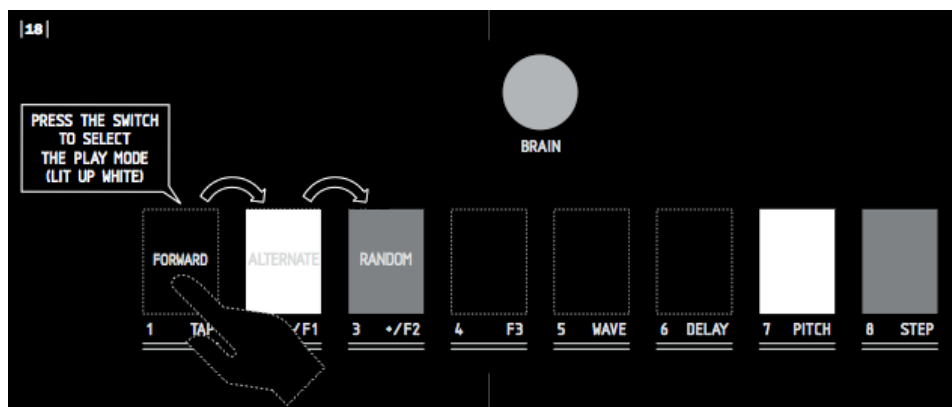 |18|
BRAIN
PRESS THE SWITCH
TO SELECT
THE PLAY MODE
(LIT UP WHITE)
FORWARD ALTERNATE RANDOM
1 /F1 3 +/F2 4 F3 5 WAVE 6 DELAY 7 PITCH 8 STEP